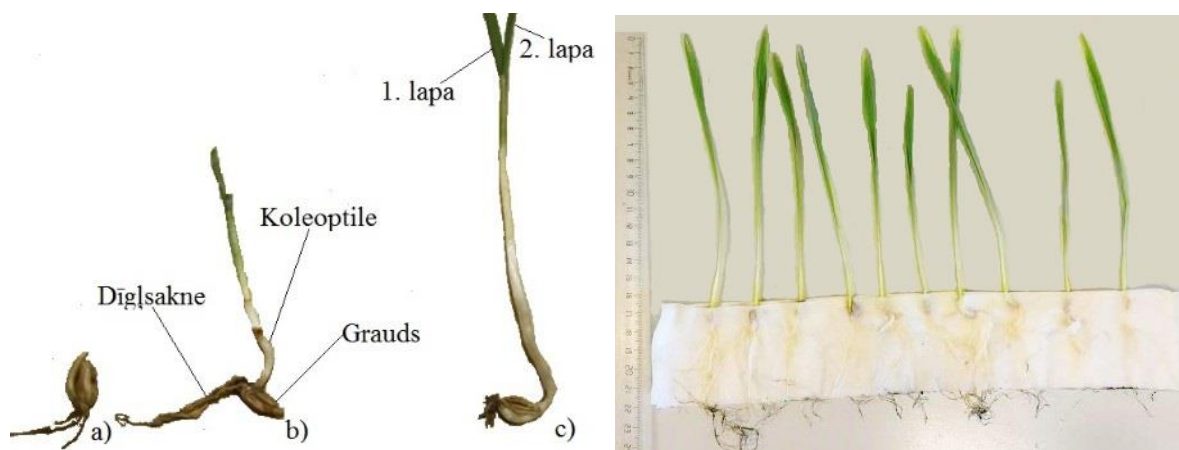 2. lapa
1. lapa
Koleoptile
Dīgļsakne
Grauds
a)
b)
c)